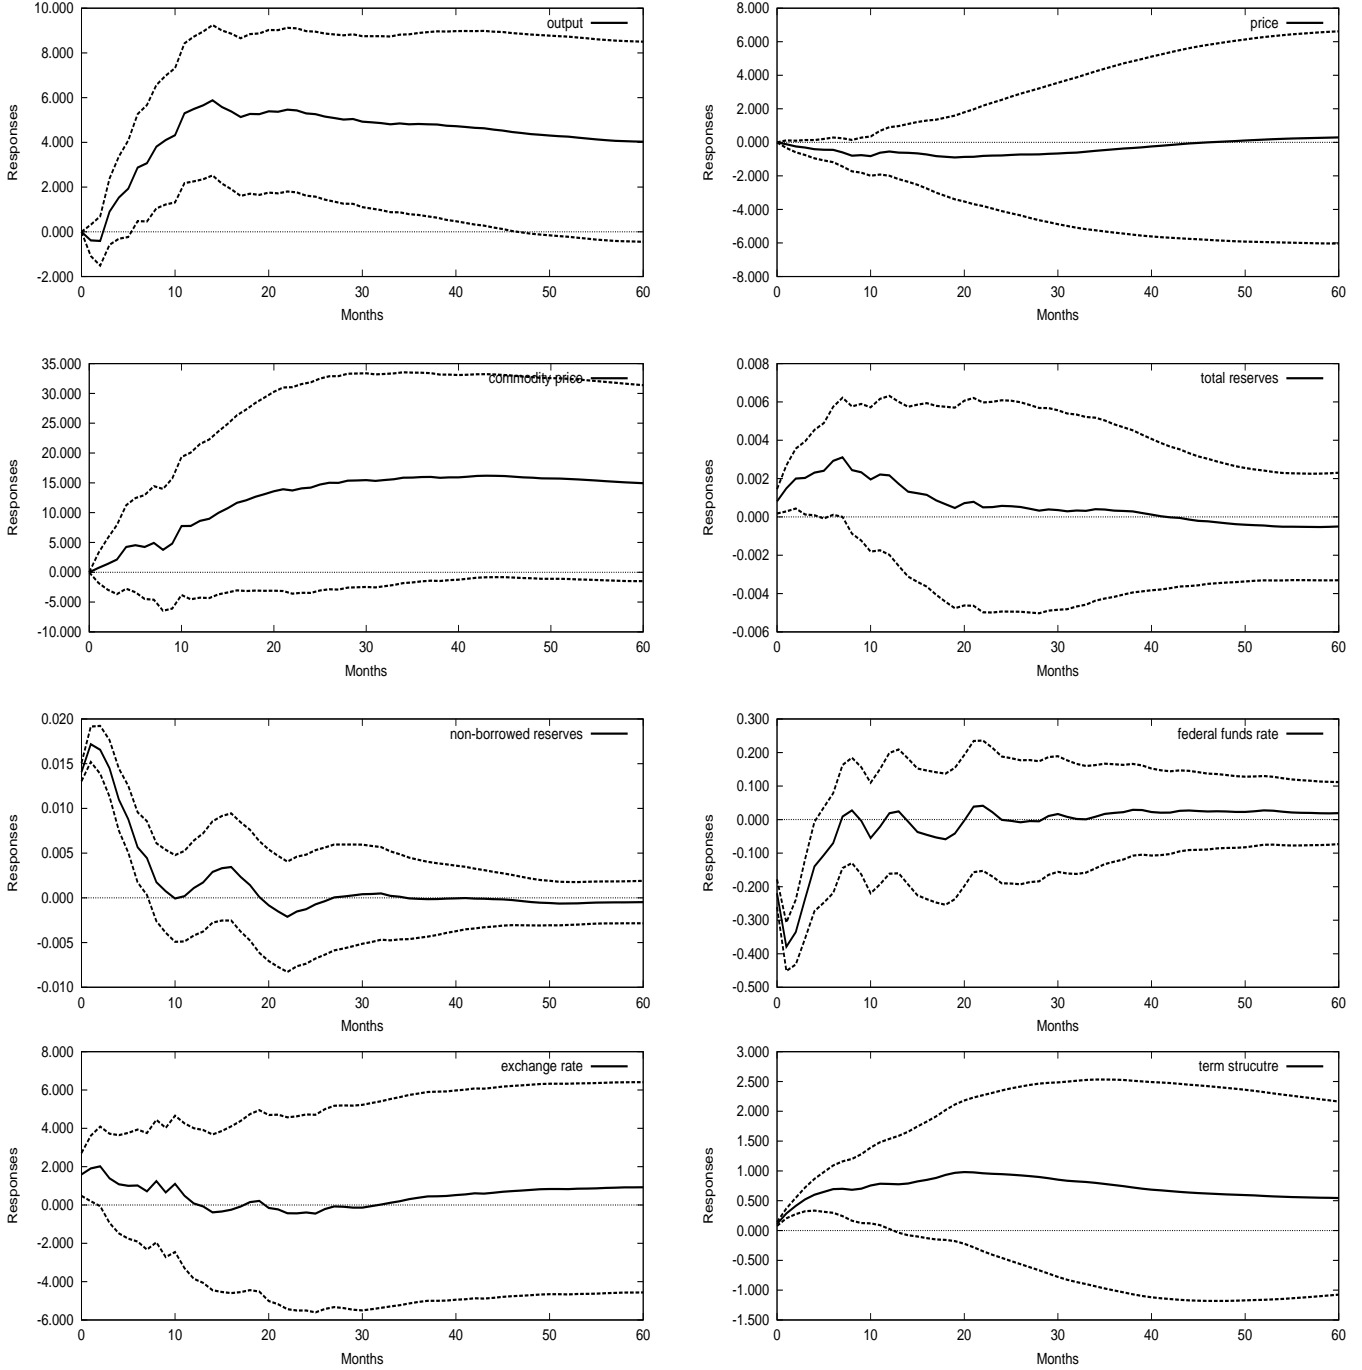 output
10.000
8.000
6.000
4.000
2.000
0.000
-2.000
Responses
0 10 20 30 40 50 60
Months
price
8.000
6.000
4.000
2.000
0.000
-2.000
-4.000
-6.000
-8.000
Responses
0 10 20 30 40 50 60
Months
commodity price
35.000
30.000
25.000
20.000
15.000
10.000
5.000
0.000
-5.000
-10.000
Responses
0 10 20 30 40 50 60
Months
total reserves
0.008
0.006
0.004
0.002
0.000
-0.002
-0.004
-0.006
Responses
0 10 20 30 40 50 60
Months
non-borrowed reserves
0.020
0.015
0.010
0.005
0.000
-0.005
-0.010
Responses
0 10 20 30 40 50 60
Months
federal funds rate
0.300
0.200
0.100
0.000
-0.100
-0.200
-0.300
-0.400
-0.500
Responses
0 10 20 30 40 50 60
Months
exchange rate
8.000
6.000
4.000
2.000
0.000
-2.000
-4.000
-6.000
Responses
0 10 20 30 40 50 60
Months
term strucutre
3.000
2.500
2.000
1.500
1.000
0.500
0.000
-0.500
-1.000
-1.500
Responses
0 10 20 30 40 50 60
Months